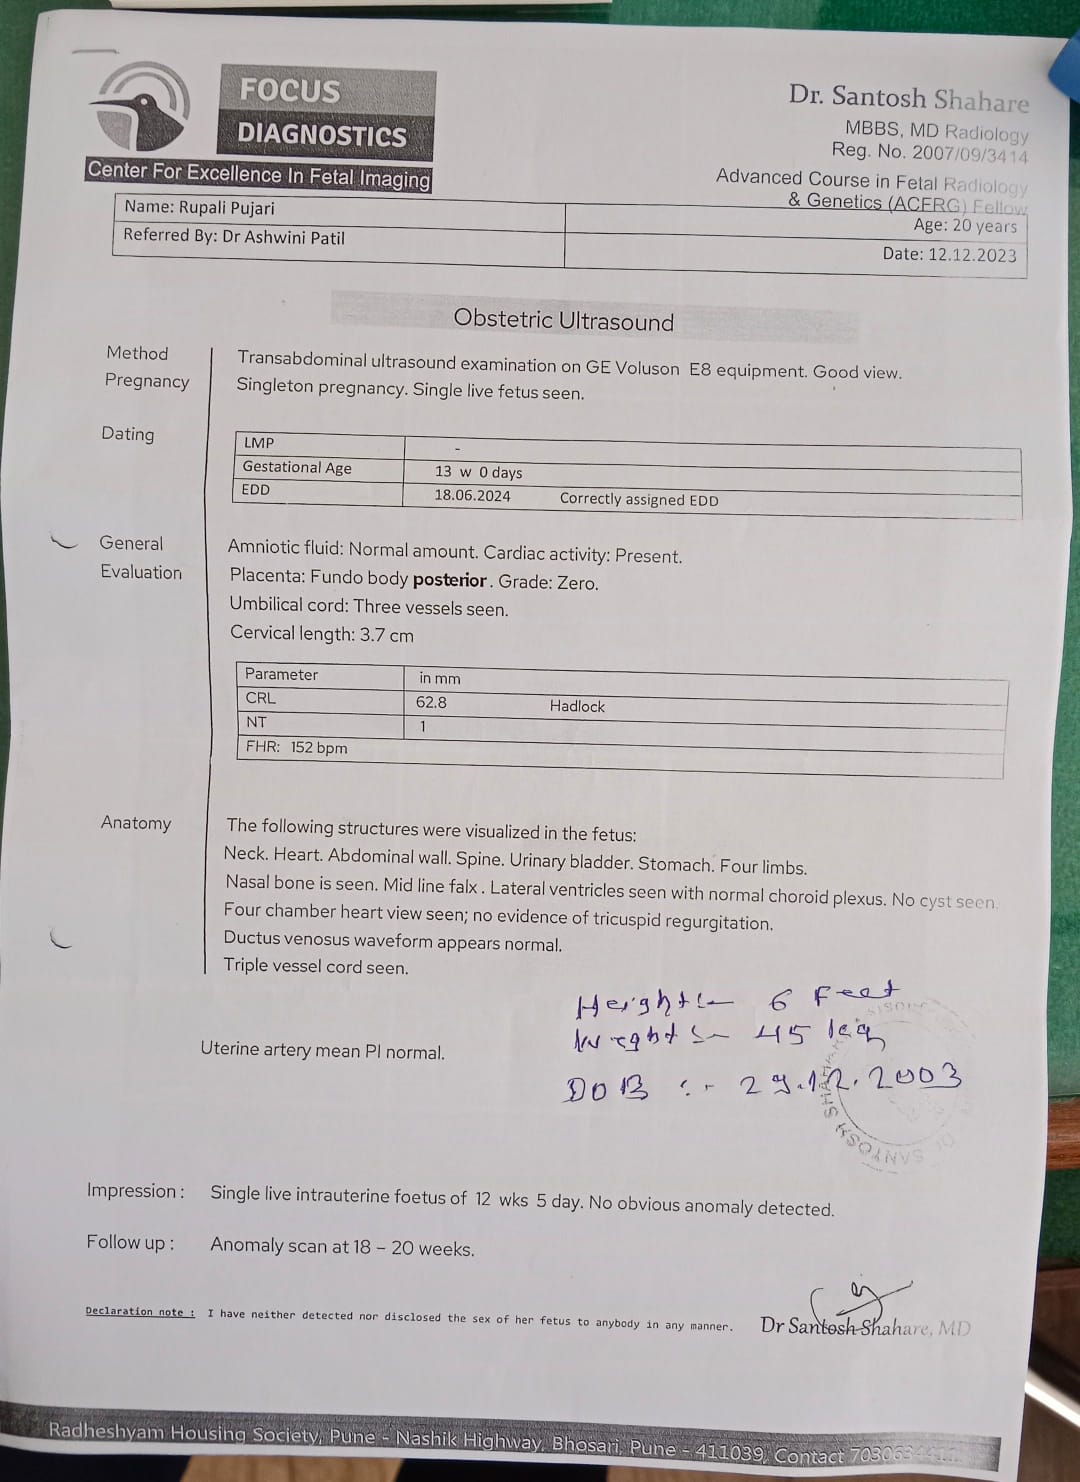 FOCUS
DIAGNOSTICS
Center For Excellence In Fetal Imaging
Dr. Santosh Shahare
MBBS, MD Radiology
Reg. No. 2007/09/3414
Advanced Course in Fetal Radiology
& Genetics (ACFRG) Fellow
Name: Rupali Pujari
Age: 20 years
Referred By: Dr Ashwini Patil
Date: 12.12.2023
Obstetric Ultrasound
Method Transabdominal ultrasound examination on GE Voluson E8 equipment. Good view.
Pregnancy Singleton pregnancy. Single live fetus seen.
Dating
LMP -
Gestational Age 13 w 0 days
EDD 18.06.2024 Correctly assigned EDD
General Amniotic fluid: Normal amount. Cardiac activity: Present.
Evaluation Placenta: Fundo body posterior. Grade: Zero.
Umbilical cord: Three vessels seen.
Cervical length: 3.7 cm
Parameter in mm
CRL 62.8 Hadlock
NT 1
FHR: 152 bpm
Anatomy The following structures were visualized in the fetus:
Neck. Heart. Abdominal wall. Spine. Urinary bladder. Stomach. Four limbs.
Nasal bone is seen. Mid line falx . Lateral ventricles seen with normal choroid plexus. No cyst seen.
Four chamber heart view seen; no evidence of tricuspid regurgitation.
Ductus venosus waveform appears normal.
Triple vessel cord seen.
Height:- 6 Feet
Weght :- 45 kg
Uterine artery mean PI normal.
DOB :- 29.12.2003
SANTOSH SHAHARE
Impression : Single live intrauterine foetus of 12 wks 5 day. No obvious anomaly detected.
Follow up : Anomaly scan at 18 – 20 weeks.
Declaration note : I have neither detected nor disclosed the sex of her fetus to anybody in any manner.
Dr Santosh Shahare, MD
Radheshyam Housing Society, Pune - Nashik Highway, Bhosari, Pune - 411039, Contact